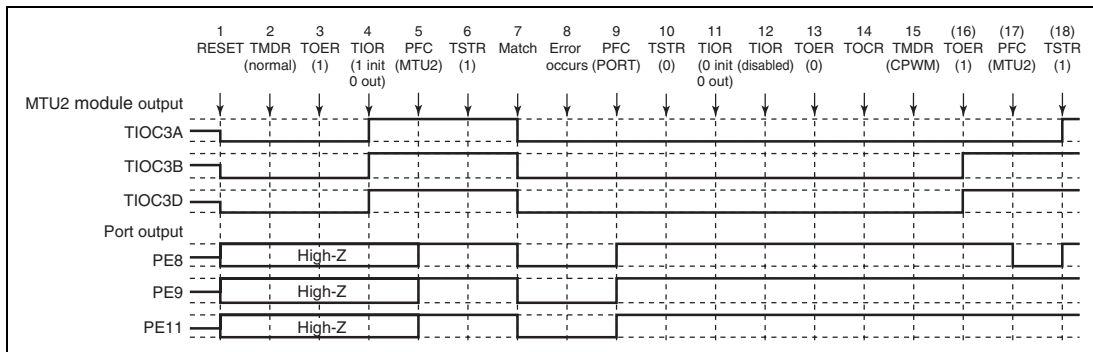 1 2 3 4 5 6 7 8 9 10 11 12 13 14 15 (16) (17) (18)
RESET TMDR TOER TIOR PFC TSTR Match Error PFC TSTR TIOR TIOR TOER TOCR TMDR TOER PFC TSTR
(normal) (1) (1 init (MTU2) (1) occurs (PORT) (0) (0 init (disabled) (0) (CPWM) (1) (MTU2) (1)
0 out) 0 out)
MTU2 module output
TIOC3A
TIOC3B
TIOC3D
Port output
PE8 High-Z
PE9 High-Z
PE11 High-Z